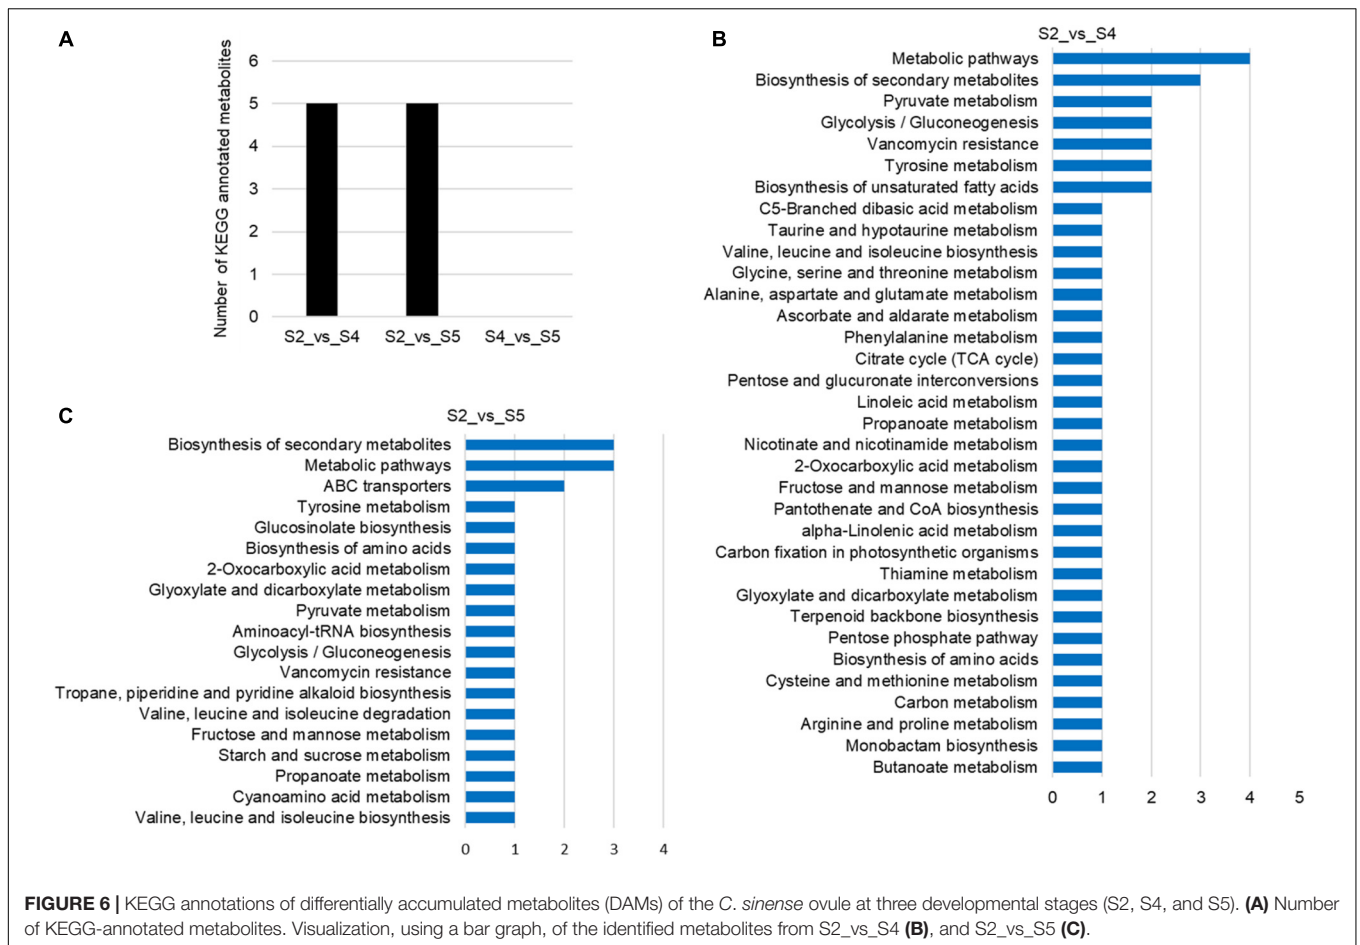 A
Number of KEGG annotated metabolites
6
5
4
3
2
1
0
S2_vs_S4
S2_vs_S5
S4_vs_S5
B
S2_vs_S4
Metabolic pathways
Biosynthesis of secondary metabolites
Pyruvate metabolism
Glycolysis / Gluconeogenesis
Vancomycin resistance
Tyrosine metabolism
Biosynthesis of unsaturated fatty acids
C5-Branched dibasic acid metabolism
Taurine and hypotaurine metabolism
Valine, leucine and isoleucine biosynthesis
Glycine, serine and threonine metabolism
Alanine, aspartate and glutamate metabolism
Ascorbate and aldarate metabolism
Phenylalanine metabolism
Citrate cycle (TCA cycle)
Pentose and glucuronate interconversions
Linoleic acid metabolism
Propanoate metabolism
Nicotinate and nicotinamide metabolism
2-Oxocarboxylic acid metabolism
Fructose and mannose metabolism
Pantothenate and CoA biosynthesis
alpha-Linolenic acid metabolism
Carbon fixation in photosynthetic organisms
Thiamine metabolism
Glyoxylate and dicarboxylate metabolism
Terpenoid backbone biosynthesis
Pentose phosphate pathway
Biosynthesis of amino acids
Cysteine and methionine metabolism
Carbon metabolism
Arginine and proline metabolism
Monobactam biosynthesis
Butanoate metabolism
0 1 2 3 4 5
C
S2_vs_S5
Biosynthesis of secondary metabolites
Metabolic pathways
ABC transporters
Tyrosine metabolism
Glucosinolate biosynthesis
Biosynthesis of amino acids
2-Oxocarboxylic acid metabolism
Glyoxylate and dicarboxylate metabolism
Pyruvate metabolism
Aminoacyl-tRNA biosynthesis
Glycolysis / Gluconeogenesis
Vancomycin resistance
Tropane, piperidine and pyridine alkaloid biosynthesis
Valine, leucine and isoleucine degradation
Fructose and mannose metabolism
Starch and sucrose metabolism
Propanoate metabolism
Cyanoamino acid metabolism
Valine, leucine and isoleucine biosynthesis
0 1 2 3 4
FIGURE 6 | KEGG annotations of differentially accumulated metabolites (DAMs) of the C. sinense ovule at three developmental stages (S2, S4, and S5). (A) Number
of KEGG-annotated metabolites. Visualization, using a bar graph, of the identified metabolites from S2_vs_S4 (B), and S2_vs_S5 (C).